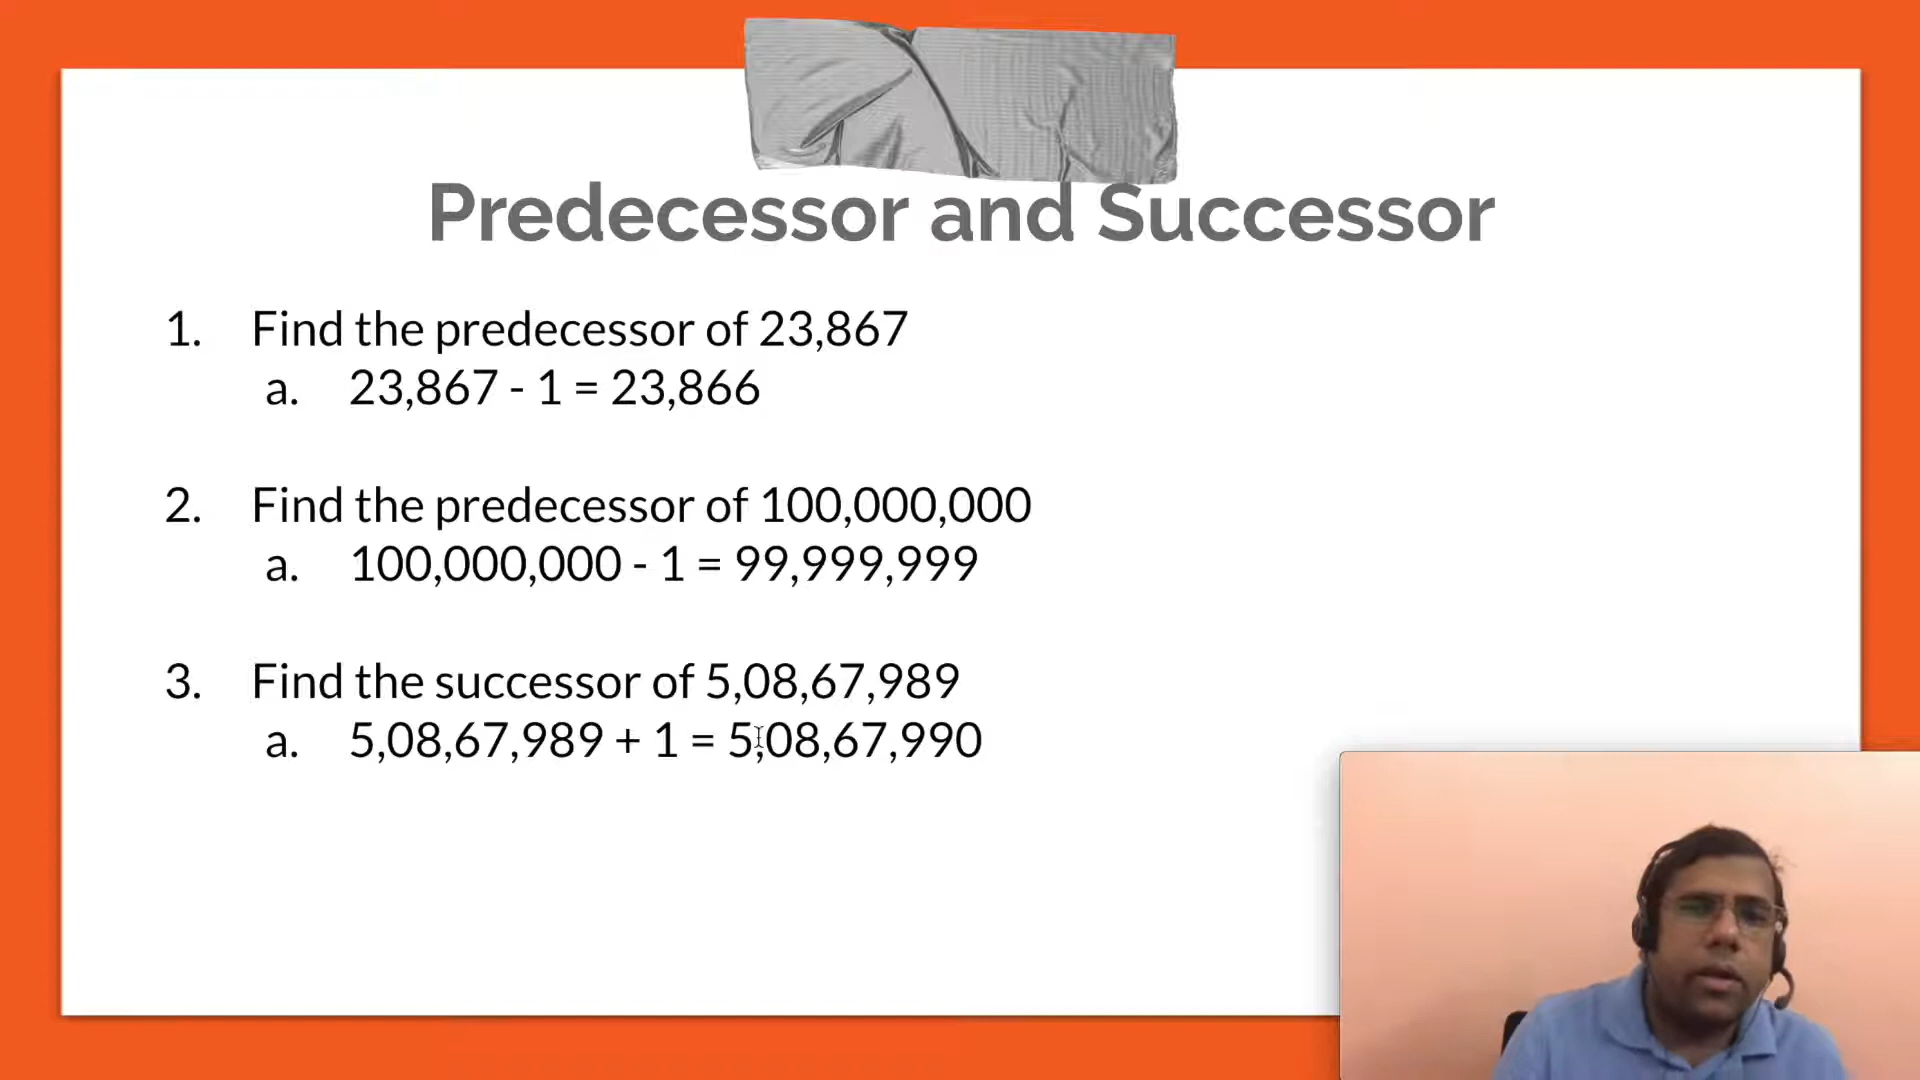 Predecessor and Successor
1. Find the predecessor of 23,867
a. 23,867 - 1 = 23,866
2. Find the predecessor of 100,000,000
a. 100,000,000 - 1 = 99,999,999
3. Find the successor of 5,08,67,989
a. 5,08,67,989 + 1 = 5,08,67,990